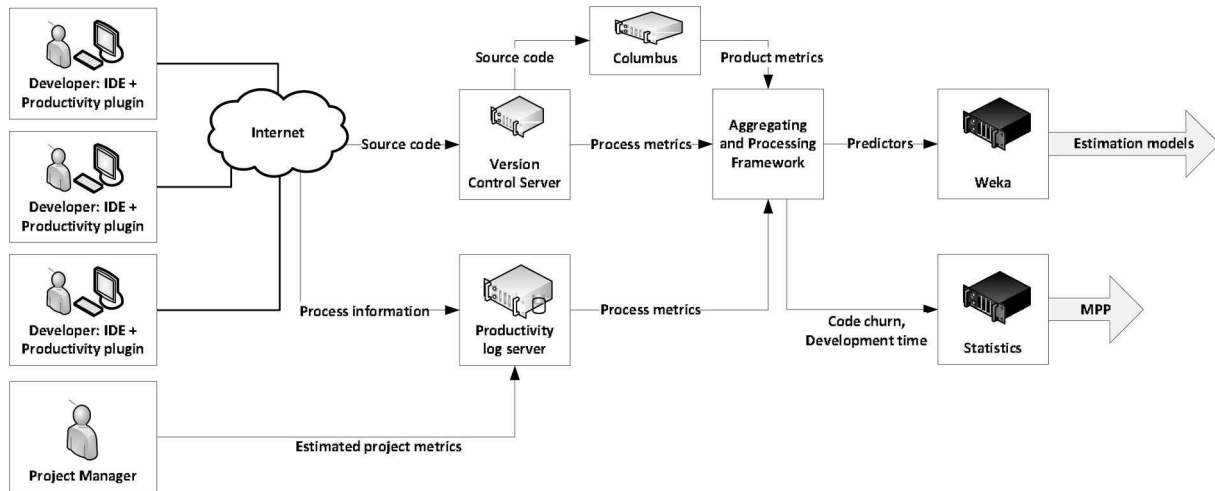 Developer: IDE +
Productivity plugin
Developer: IDE +
Productivity plugin
Developer: IDE +
Productivity plugin
Project Manager
Internet
Source code
Process information
Estimated project metrics
Source code
Columbus
Product metrics
Version
Control Server
Process metrics
Productivity
log server
Process metrics
Aggregating
and Processing
Framework
Predictors
Weka
Estimation models
Code churn,
Development time
Statistics
MPP